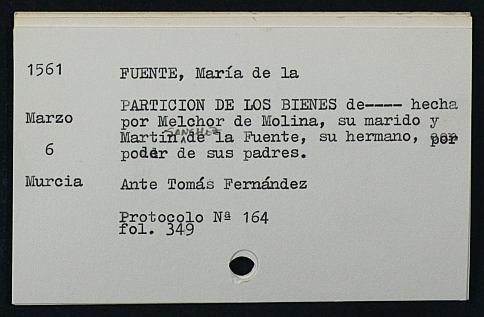 1561
FUENTE, María de la
PARTICION DE LOS BIENES de---- hecha
Marzo
por Melchor de Molina, su marido y
Martín SANCHEZ de la Fuente, su hermano, por
6
poder de sus padres.
Murcia
Ante Tomás Fernández
Protocolo Nª 164
fol. 349